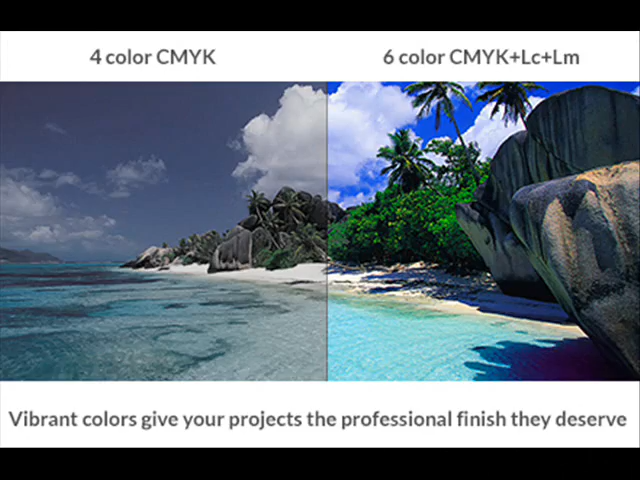 4 color CMYK
6 color CMYK+Lc+Lm
Vibrant colors give your projects the professional finish they deserve